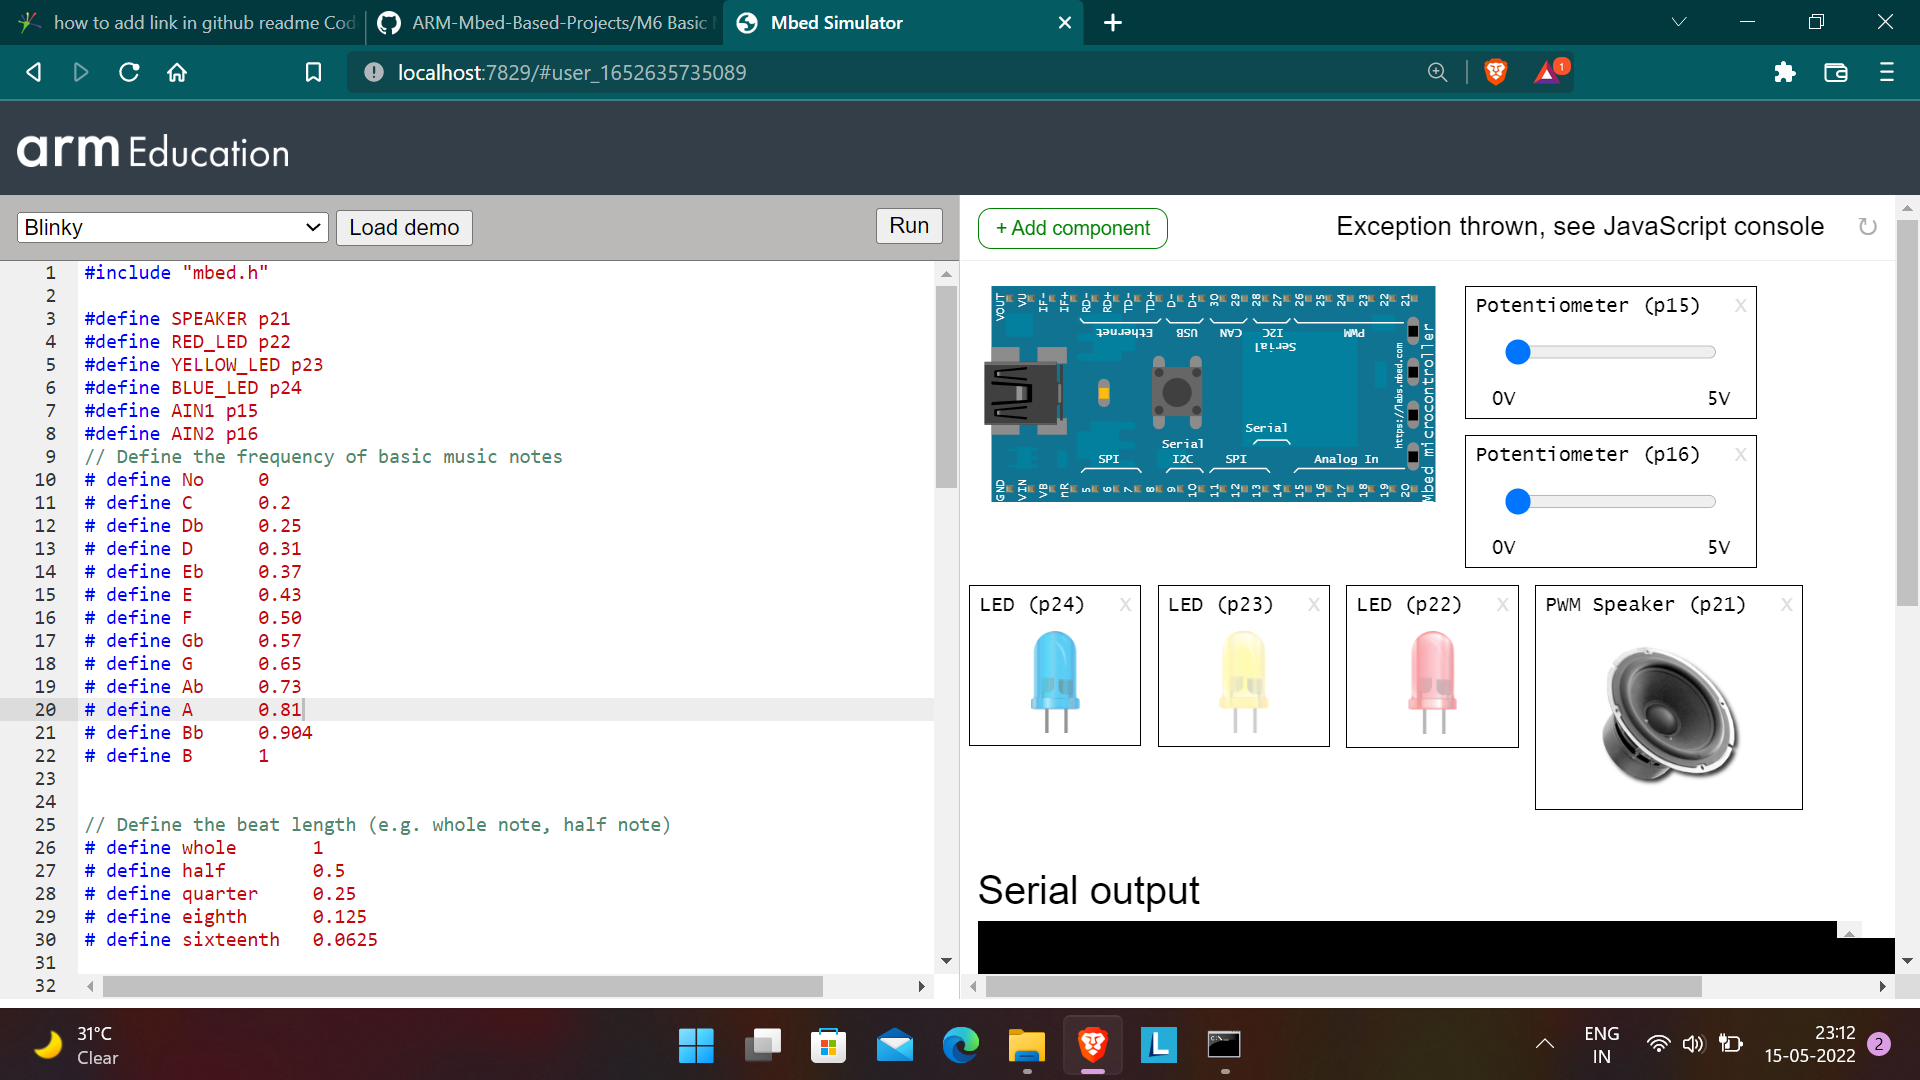 how to add link in github readme Cod
ARM-Mbed-Based-Projects/M6 Basic
Mbed Simulator
localhost:7829/#user_1652635735089
1
arm Education
Blinky
Load demo
Run
+ Add component
Exception thrown, see JavaScript console
1 #include "mbed.h"
2
3 #define SPEAKER p21
4 #define RED_LED p22
5 #define YELLOW_LED p23
6 #define BLUE_LED p24
7 #define AIN1 p15
8 #define AIN2 p16
9 // Define the frequency of basic music notes
10 # define No 0
11 # define C 0.2
12 # define Db 0.25
13 # define D 0.31
14 # define Eb 0.37
15 # define E 0.43
16 # define F 0.50
17 # define Gb 0.57
18 # define G 0.65
19 # define Ab 0.73
20 # define A 0.81
21 # define Bb 0.904
22 # define B 1
23
24
25 // Define the beat length (e.g. whole note, half note)
26 # define whole 1
27 # define half 0.5
28 # define quarter 0.25
29 # define eighth 0.125
30 # define sixteenth 0.0625
31
32
VOUT VU IF- IF+ RD- RD+ TD- TD+ D- D+ 30 29 28 27 26 25 24 23 22 21
Ethernet USB CAN I2C PWM
Serial
https://labs.mbed.com
Mbed microcontroller
Serial
Serial
SPI I2C SPI Analog In
GND VIN VB nR 5 6 7 8 9 10 11 12 13 14 15 16 17 18 19 20
Potentiometer (p15) X
0V 5V
Potentiometer (p16) X
0V 5V
LED (p24) X
LED (p23) X
LED (p22) X
PWM Speaker (p21) X
Serial output
31°C
Clear
L
ENG
IN
23:12
15-05-2022
2